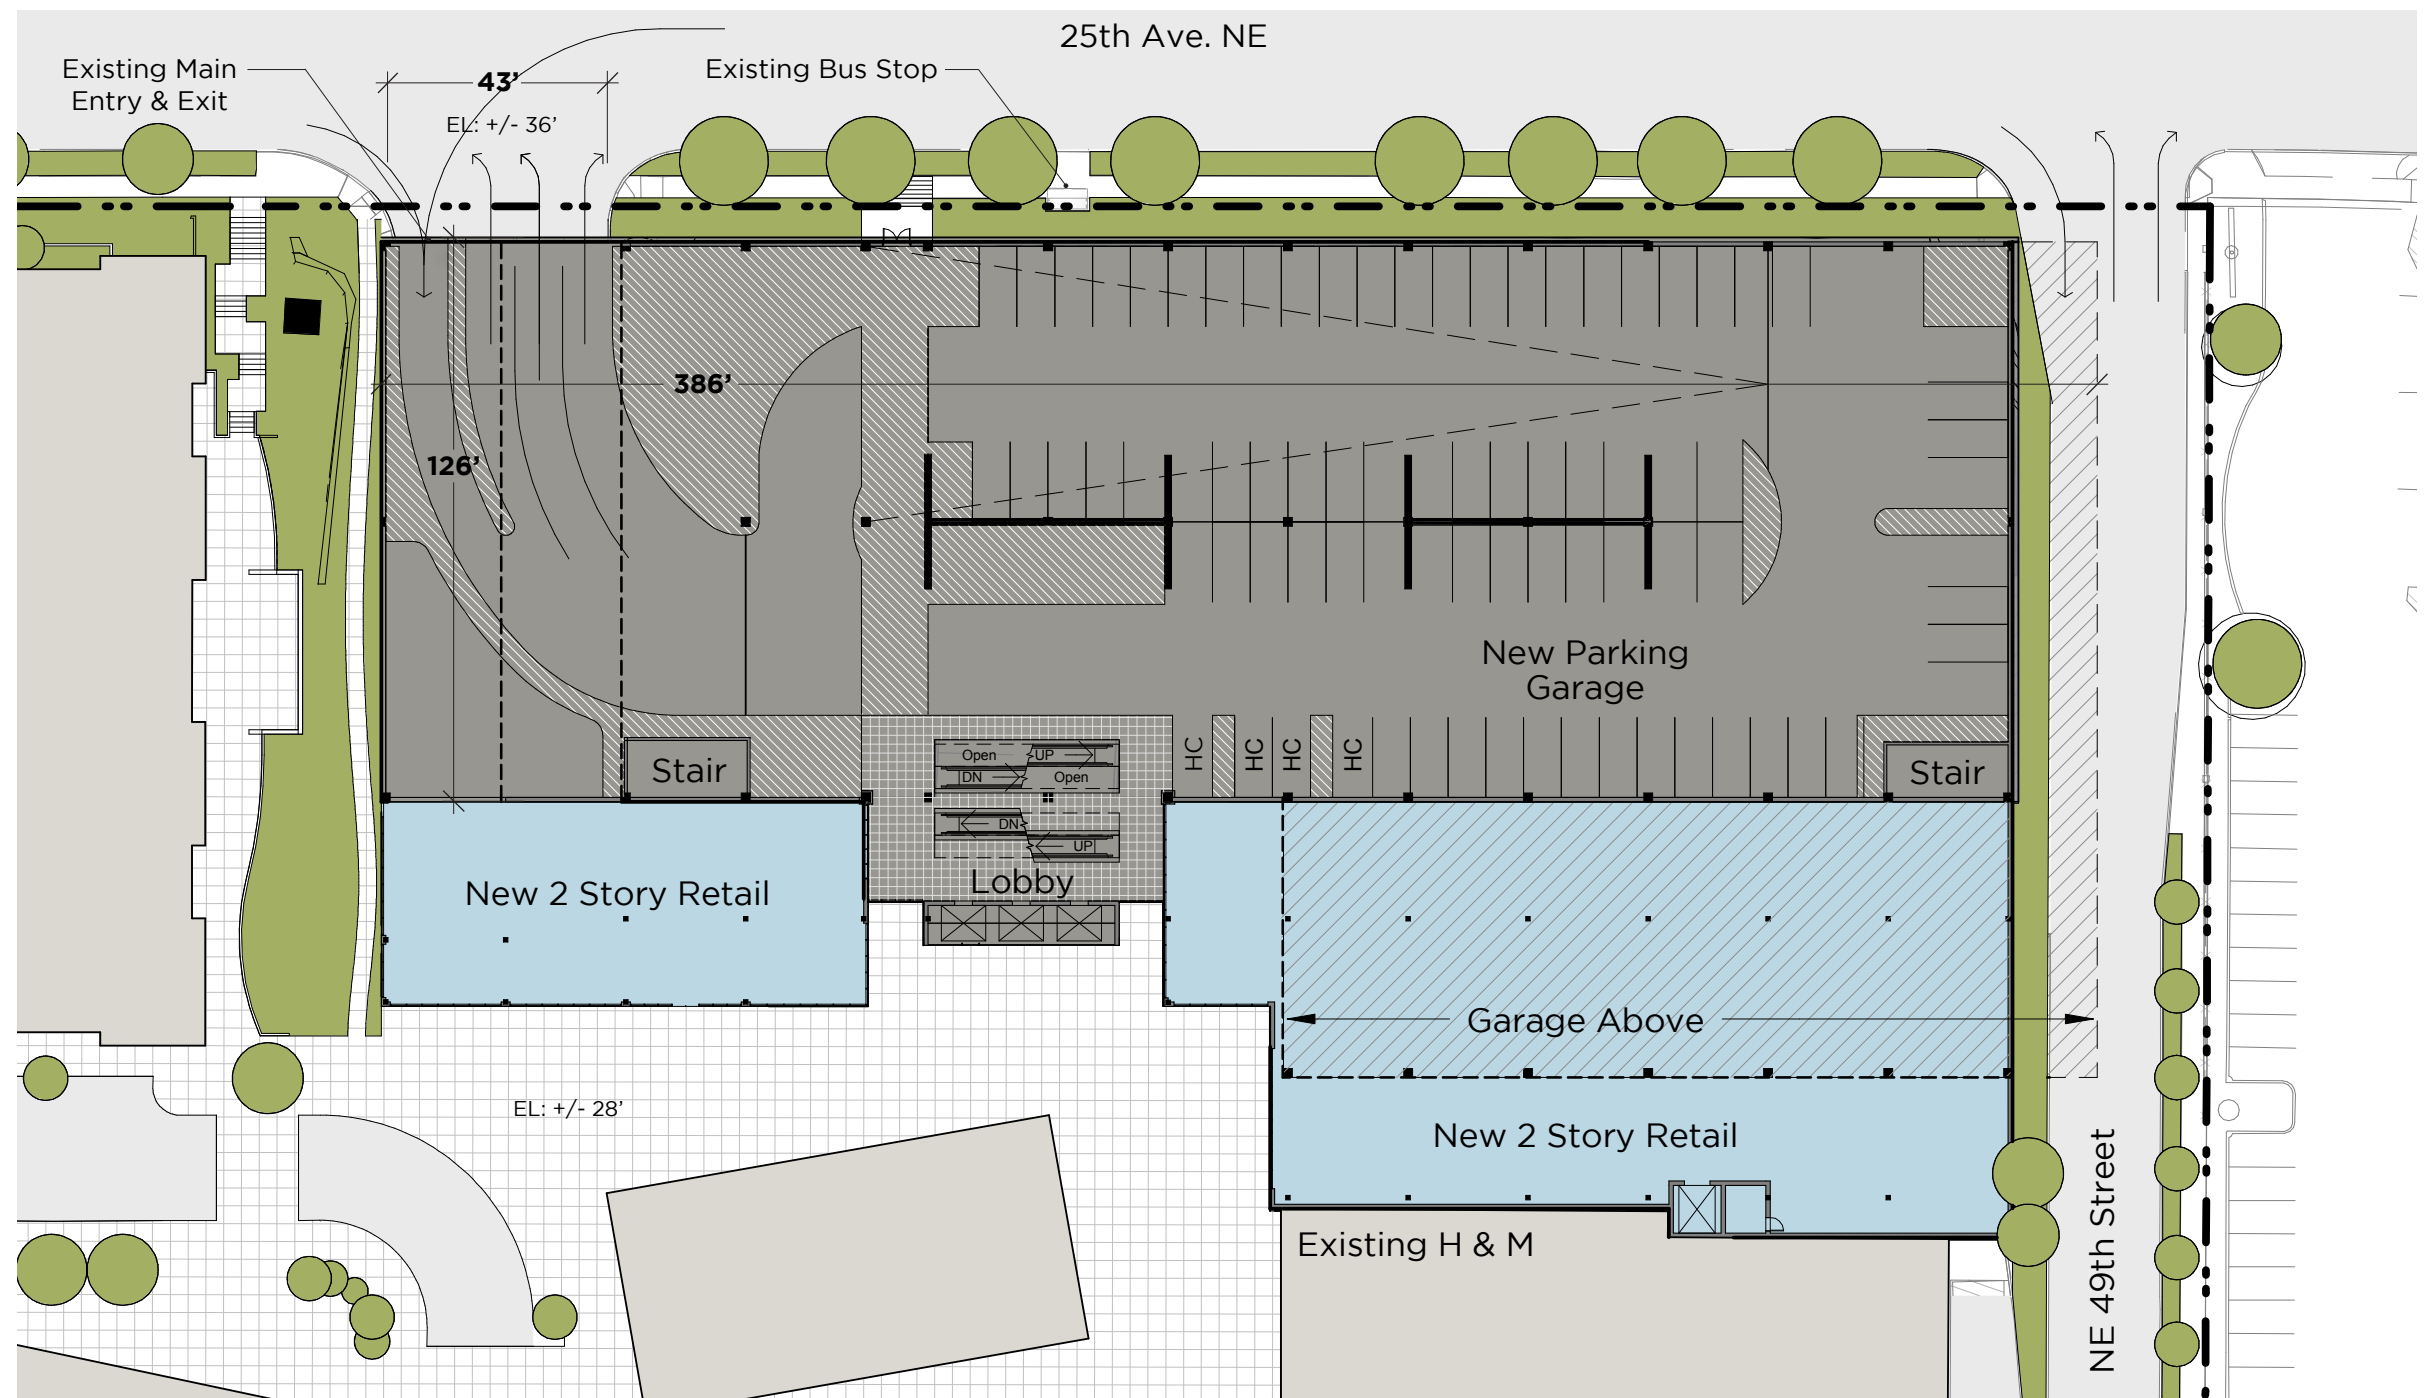 25th Ave. NE
Existing Main
Entry & Exit
43’
Existing Bus Stop
EL: +/- 36’
386’
126’
New Parking
Garage
HC
HC
HC
HC
Open
UP
DN
Open
Stair
Stair
DN
UP
Lobby
New 2 Story Retail
Garage Above
EL: +/- 28’
New 2 Story Retail
Existing H & M
NE 49th Street